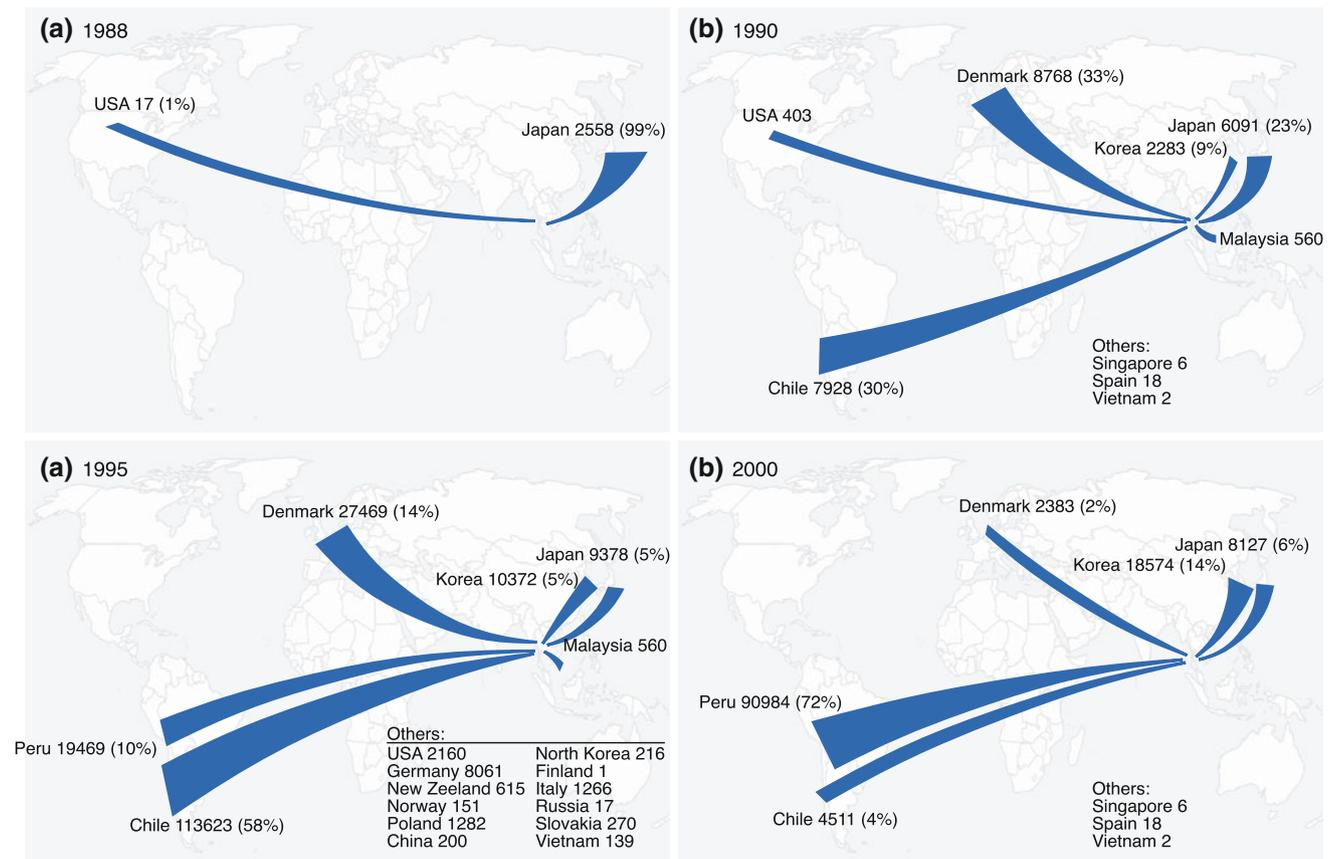 (a) 1988
USA 17 (1%)
Japan 2558 (99%)
(b) 1990
Denmark 8768 (33%)
USA 403
Japan 6091 (23%)
Korea 2283 (9%)
Malaysia 560
Others:
Singapore 6
Spain 18
Vietnam 2
Chile 7928 (30%)
(a) 1995
Denmark 27469 (14%)
Japan 9378 (5%)
Korea 10372 (5%)
Malaysia 560
Peru 19469 (10%)
Chile 113623 (58%)
Others:
USA 2160 North Korea 216
Germany 8061 Finland 1
New Zeeland 615 Italy 1266
Norway 151 Russia 17
Poland 1282 Slovakia 270
China 200 Vietnam 139
(b) 2000
Denmark 2383 (2%)
Japan 8127 (6%)
Korea 18574 (14%)
Peru 90984 (72%)
Chile 4511 (4%)
Others:
Singapore 6
Spain 18
Vietnam 2